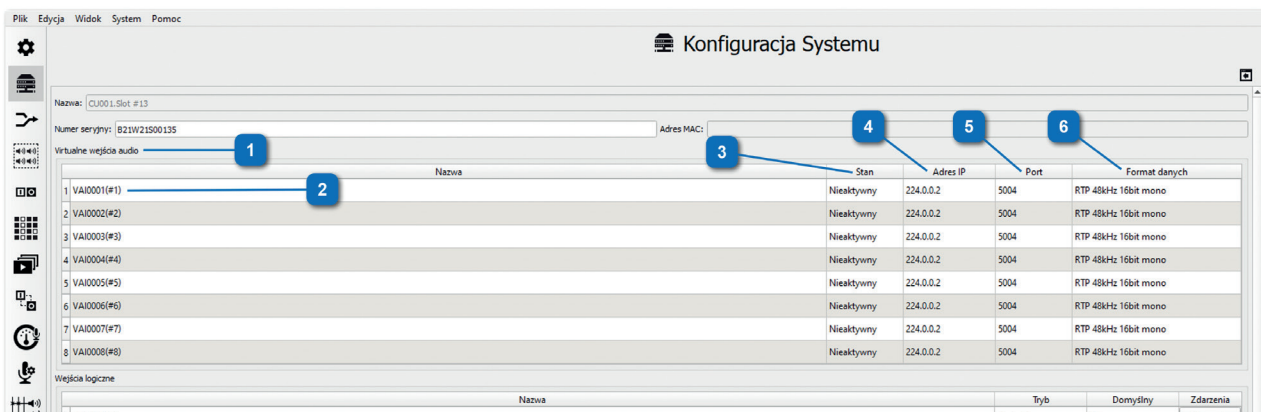 Plik Edycja Widok System Pomoc
Konfiguracja Systemu
Nazwa: CU001.Slot #13
Numer seryjny: B21W21S00135 Adres MAC:
Virtualne wejścia audio 1 2 3 4 5 6
Nazwa Stan Adres IP Port Format danych
1 VAI0001(#1) Nieaktywny 224.0.0.2 5004 RTP 48kHz 16bit mono
2 VAI0002(#2) Nieaktywny 224.0.0.2 5004 RTP 48kHz 16bit mono
3 VAI0003(#3) Nieaktywny 224.0.0.2 5004 RTP 48kHz 16bit mono
4 VAI0004(#4) Nieaktywny 224.0.0.2 5004 RTP 48kHz 16bit mono
5 VAI0005(#5) Nieaktywny 224.0.0.2 5004 RTP 48kHz 16bit mono
6 VAI0006(#6) Nieaktywny 224.0.0.2 5004 RTP 48kHz 16bit mono
7 VAI0007(#7) Nieaktywny 224.0.0.2 5004 RTP 48kHz 16bit mono
8 VAI0008(#8) Nieaktywny 224.0.0.2 5004 RTP 48kHz 16bit mono
Wejścia logiczne
Nazwa Tryb Domyślny Zdarzenia